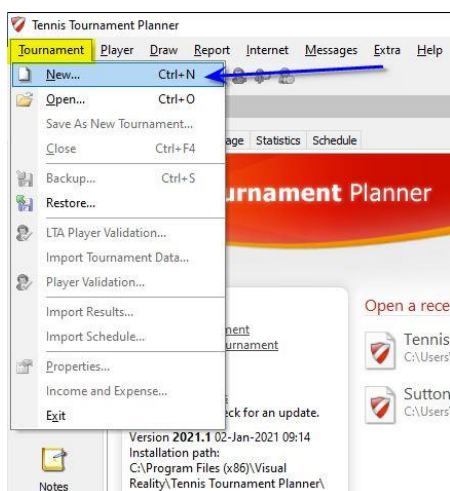 Tennis Tournament Planner
Tournament Player Draw Report Internet Messages Extra Help
New... Ctrl+N
Open... Ctrl+O
Save As New Tournament...
Close Ctrl+F4
Backup... Ctrl+S
Restore...
LTA Player Validation...
Import Tournament Data...
Player Validation...
Import Results...
Import Schedule...
Properties...
Income and Expense...
Exit
age Statistics Schedule
urnament Planner
Open a rece
ment
urnament
Tennis
C:\Users\
Sutton
C:\Users\
eck for an update.
Version 2021.1 02-Jan-2021 09:14
Installation path:
C:\Program Files (x86)\Visual
Reality\Tennis Tournament Planner\
Notes